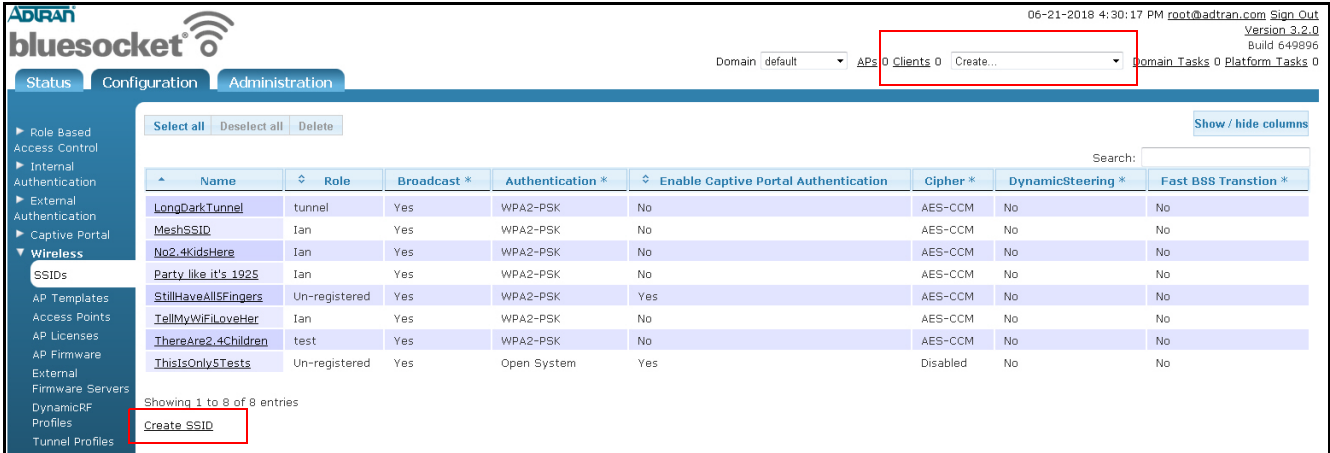 ADTRAN 06-21-2018 4:30:17 PM root@adtran.com Sign Out
bluesocket Version 3.2.0
Build 649896
Domain default APs 0 Clients 0 Create... Domain Tasks 0 Platform Tasks 0
Status Configuration Administration
Select all Deselect all Delete Show / hide columns
Search:
Name Role Broadcast * Authentication * Enable Captive Portal Authentication Cipher * DynamicSteering * Fast BSS Transtion *
LongDarkTunnel tunnel Yes WPA2-PSK No AES-CCM No No
MeshSSID Ian Yes WPA2-PSK No AES-CCM No No
No2.4KidsHere Ian Yes WPA2-PSK No AES-CCM No No
Party like it's 1925 Ian Yes WPA2-PSK No AES-CCM No No
StillHaveAll5Fingers Un-registered Yes WPA2-PSK Yes AES-CCM No No
TellMyWiFiLoveHer Ian Yes WPA2-PSK No AES-CCM No No
ThereAre2.4Children test Yes WPA2-PSK No AES-CCM No No
ThisIsOnly5Tests Un-registered Yes Open System Yes Disabled No No
Showing 1 to 8 of 8 entries
Create SSID
Role Based
Access Control
Internal
Authentication
External
Authentication
Captive Portal
Wireless
SSIDs
AP Templates
Access Points
AP Licenses
AP Firmware
External
Firmware Servers
DynamicRF
Profiles
Tunnel Profiles